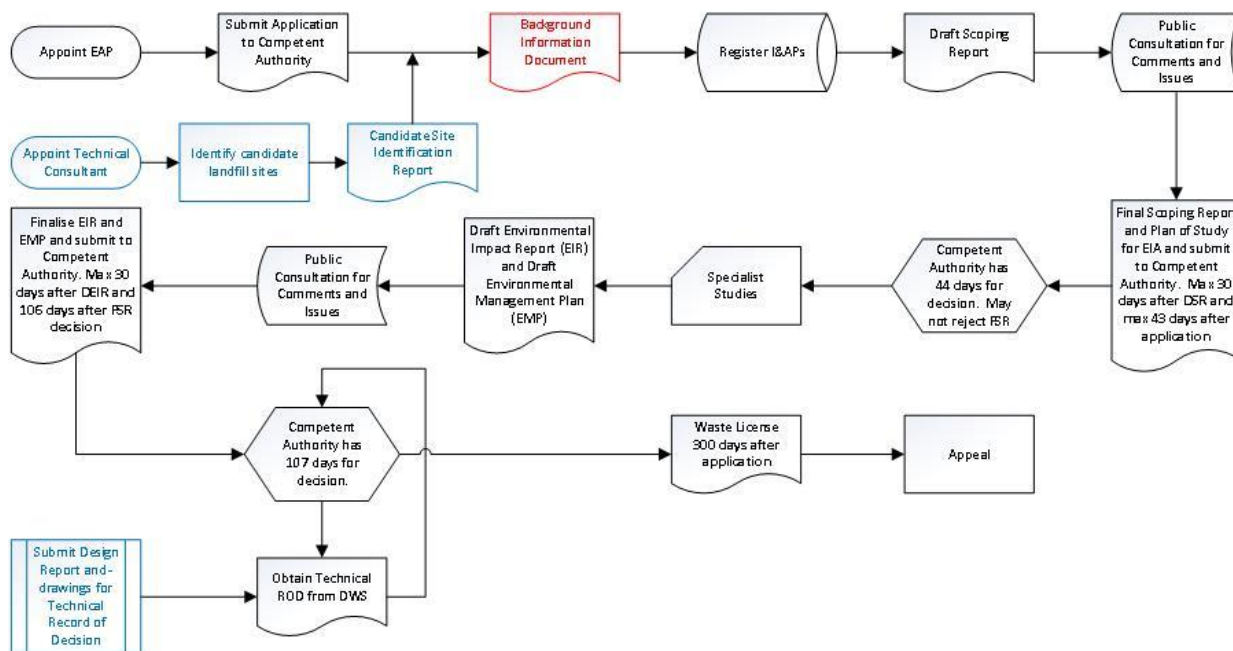 Appoint EAP
Submit Application
to Competent
Authority
Background
Information
Document
Register I&APs
Draft Scoping
Report
Public
Consultation for
Comments and
Issues
Appoint Technical
Consultant
Identify candidate
landfill sites
Candidate Site
Identification
Report
Finalise EIR and
EMP and submit to
Competent
Authority. Max 30
days after DEIR and
106 days after FSR
decision
Public
Consultation for
Comments and
Issues
Draft Environmental
Impact Report (EIR)
and Draft
Environmental
Management Plan
(EMP)
Specialist
Studies
Competent
Authority has
44 days for
decision. May
not reject FSR
Final Scoping Report
and Plan of Study
for EIA and submit
to Competent
Authority. Max 30
days after DSR and
max 43 days after
application
Competent
Authority has
107 days for
decision.
Waste License
300 days after
application
Appeal
Submit Design
Report and-
drawings for
Technical
Record of
Decision
Obtain Technical
ROD from DWS